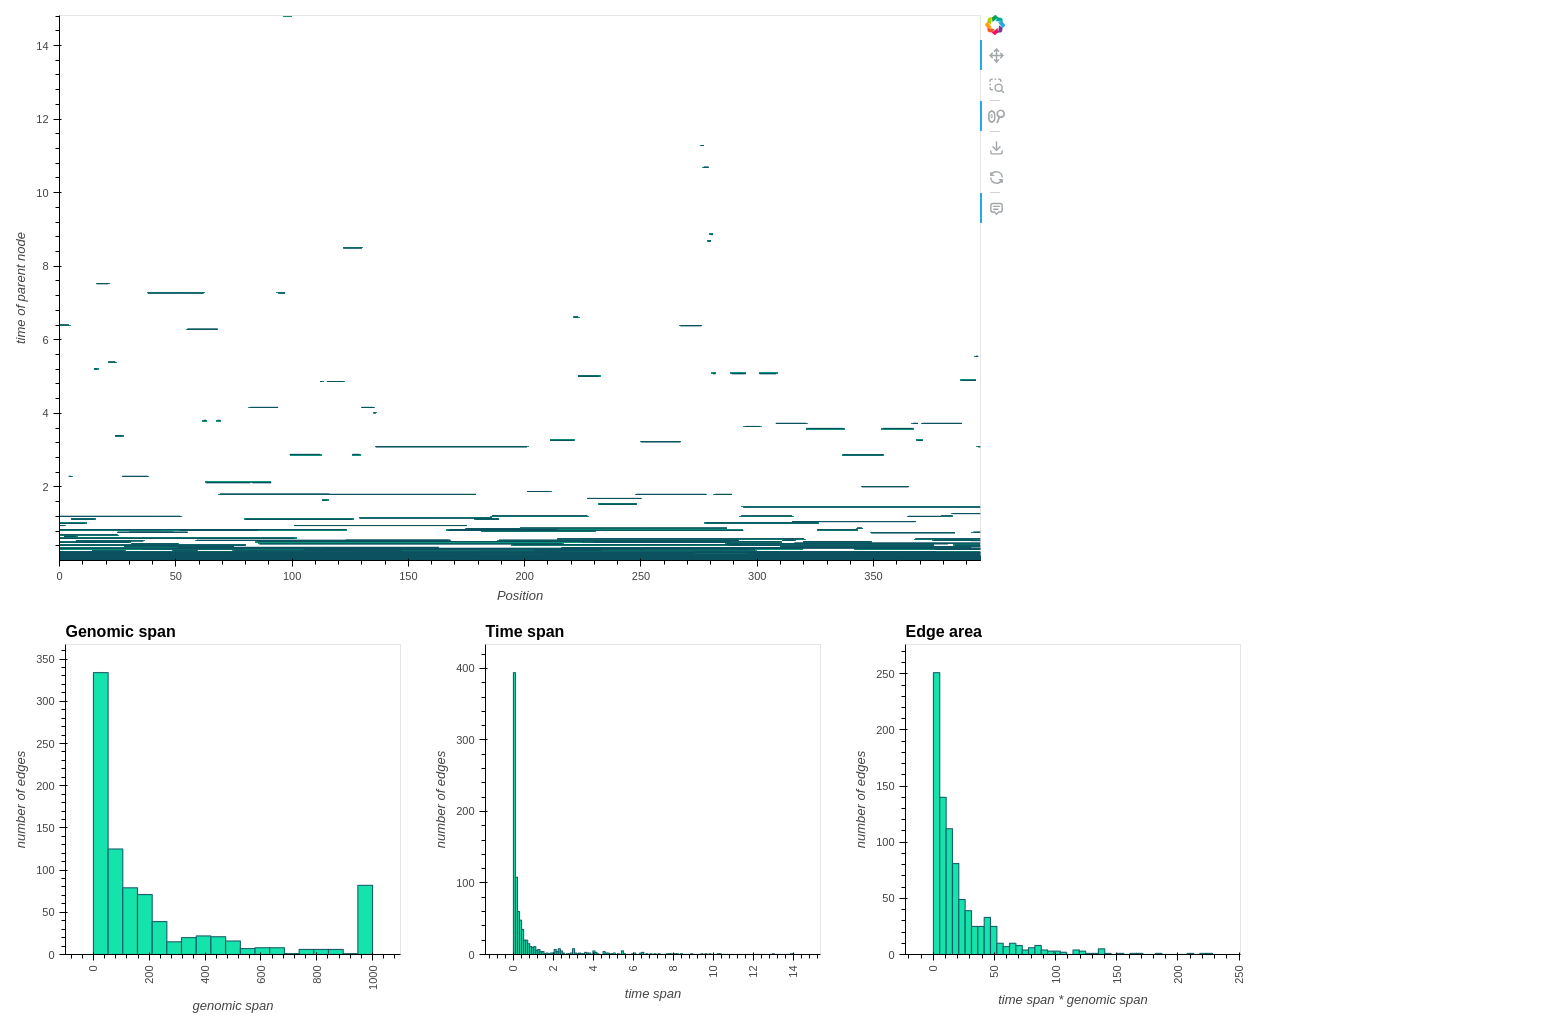 14
12
10
8
6
4
2
time of parent node
0 50 100 150 200 250 300 350
Position
Genomic span
350
300
250
200
150
100
50
0
number of edges
0 200 400 600 800 1000
genomic span
Time span
400
300
200
100
0
number of edges
0 2 4 6 8 10 12 14
time span
Edge area
250
200
150
100
50
0
number of edges
0 50 100 150 200 250
time span * genomic span